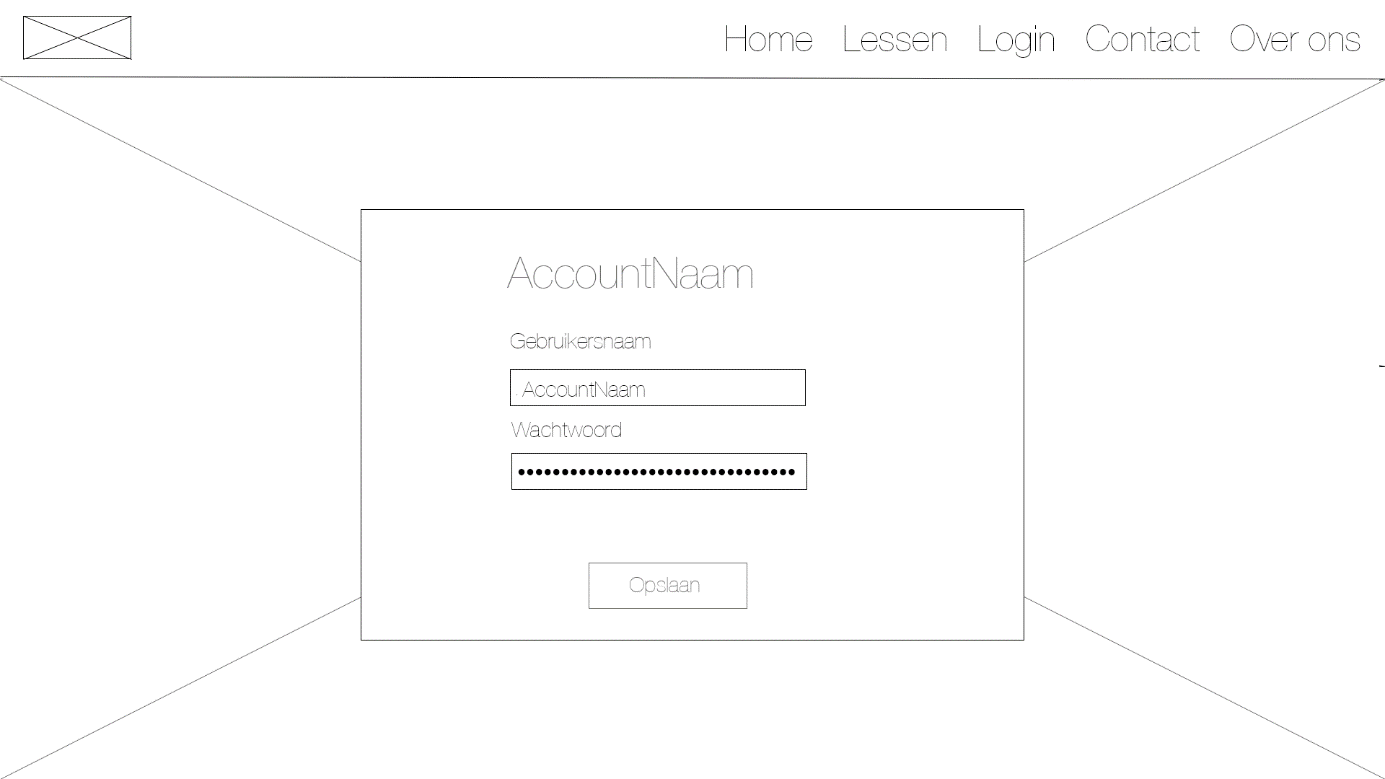 Home Lessen Login Contact Over ons
AccountNaam
Gebruikersnaam
AccountNaam
Wachtwoord
••••••••••••••••••••••••••••••••
Opslaan